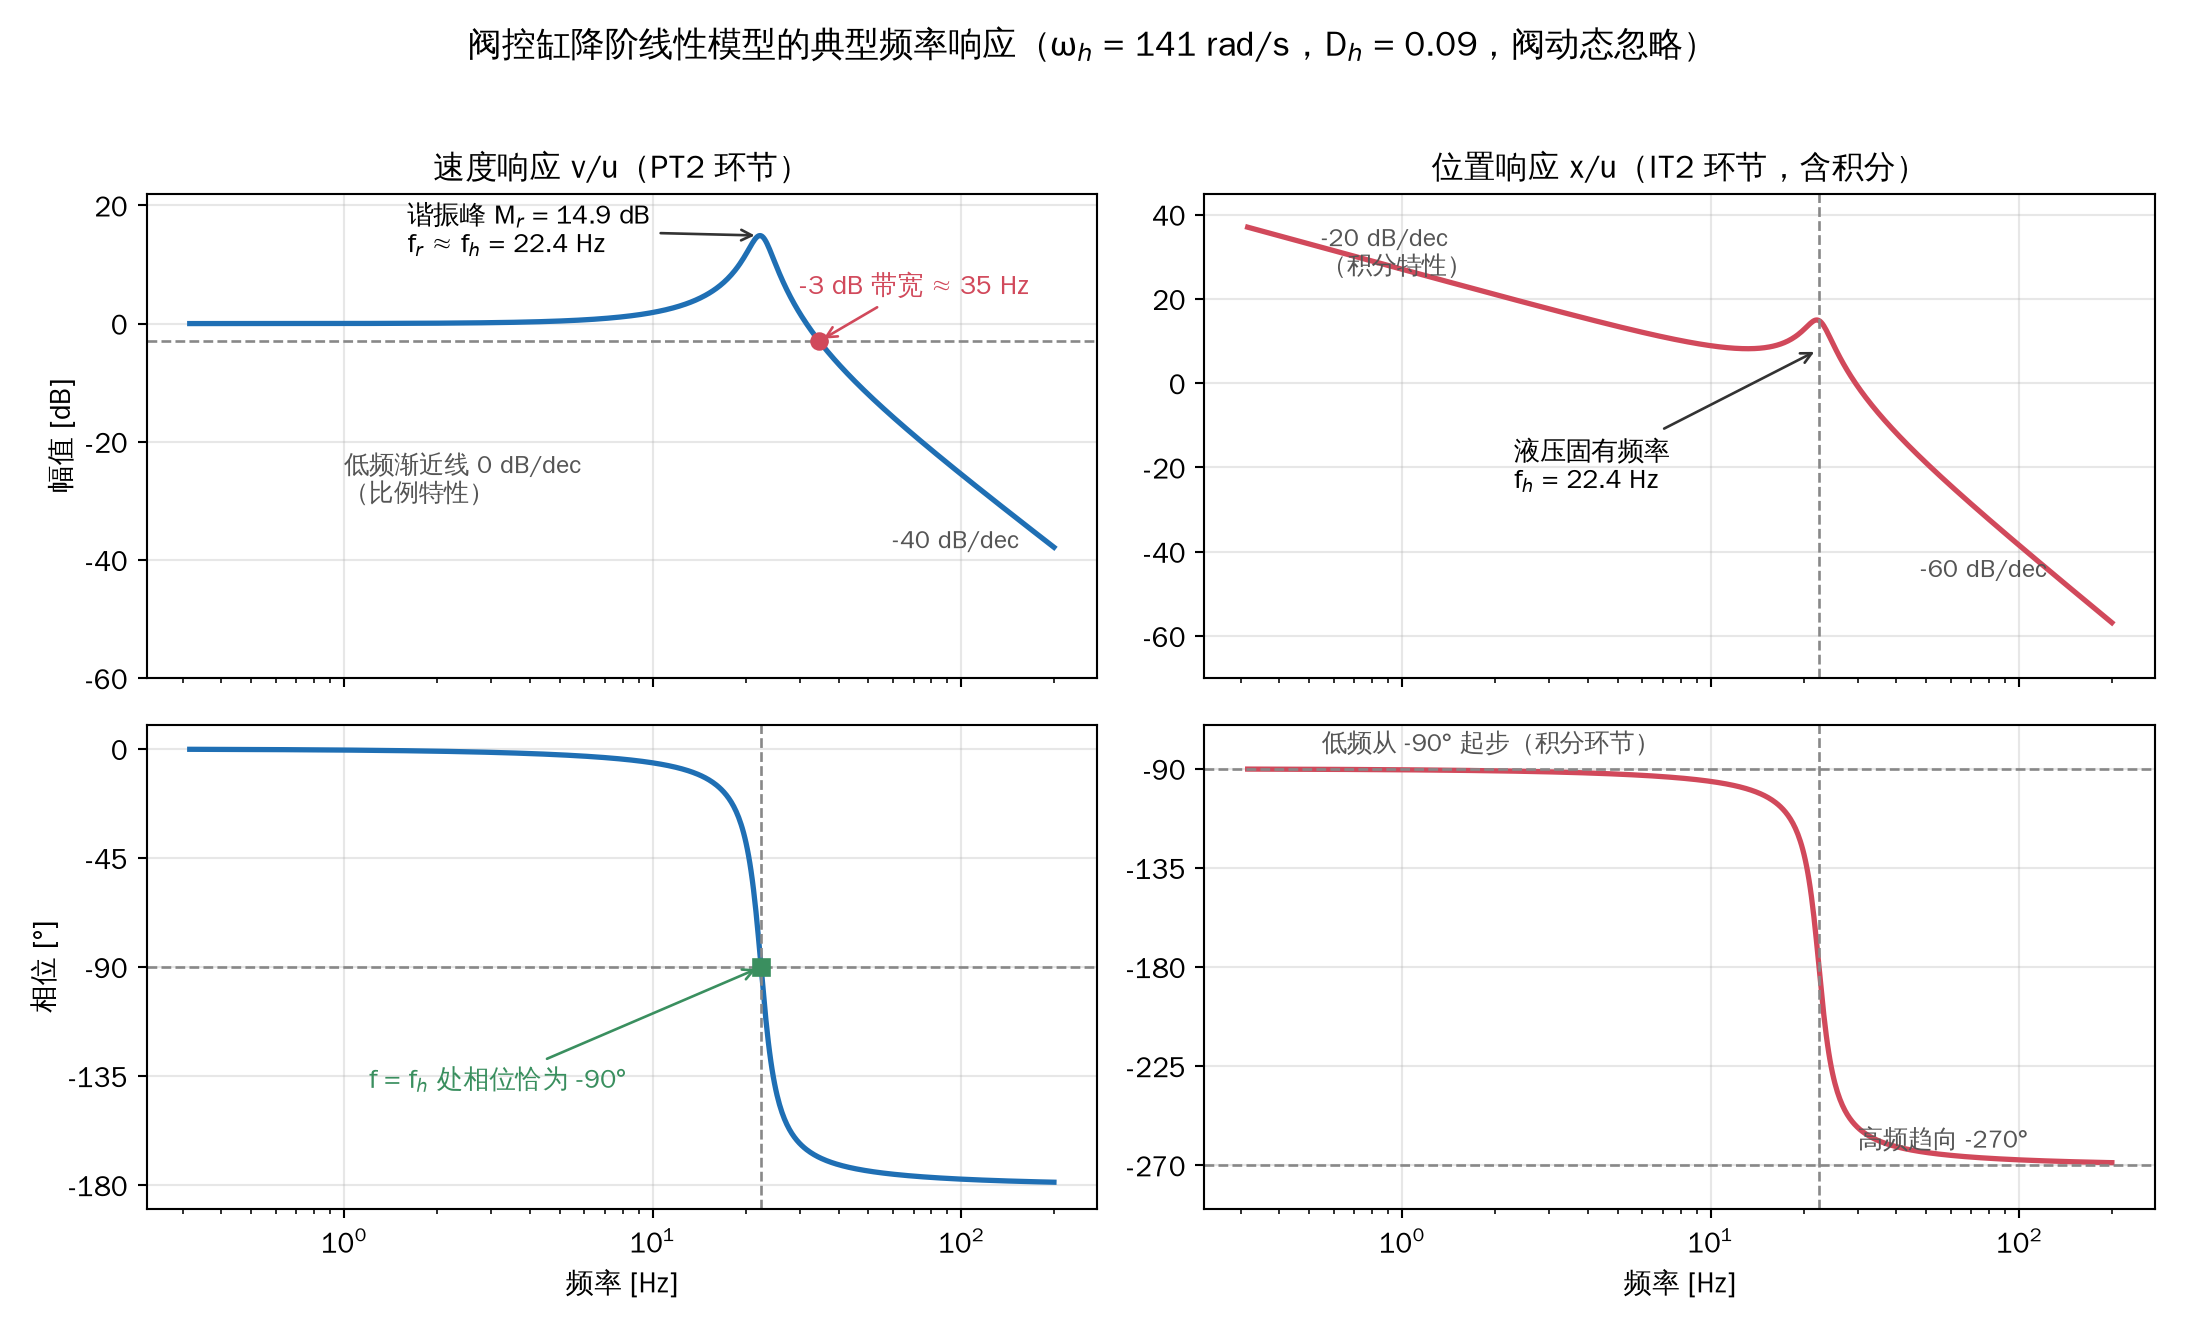 阀控缸降阶线性模型的典型频率响应（ωₕ = 141 rad/s，Dₕ = 0.09，阀动态忽略）
速度响应 v/u（PT2 环节）
20
0
-20
-40
-60
幅值 [dB]
谐振峰 Mᵣ = 14.9 dB
fᵣ ≈ fₕ = 22.4 Hz
-3 dB 带宽 ≈ 35 Hz
低频渐近线 0 dB/dec
（比例特性）
-40 dB/dec
位置响应 x/u（IT2 环节，含积分）
40
20
0
-20
-40
-60
-20 dB/dec
（积分特性）
液压固有频率
fₕ = 22.4 Hz
-60 dB/dec
0
-45
-90
-135
-180
相位 [°]
f = fₕ 处相位恰为 -90°
10⁰
10¹
10²
频率 [Hz]
低频从 -90° 起步（积分环节）
-90
-135
-180
-225
-270
高频趋向 -270°
10⁰
10¹
10²
频率 [Hz]